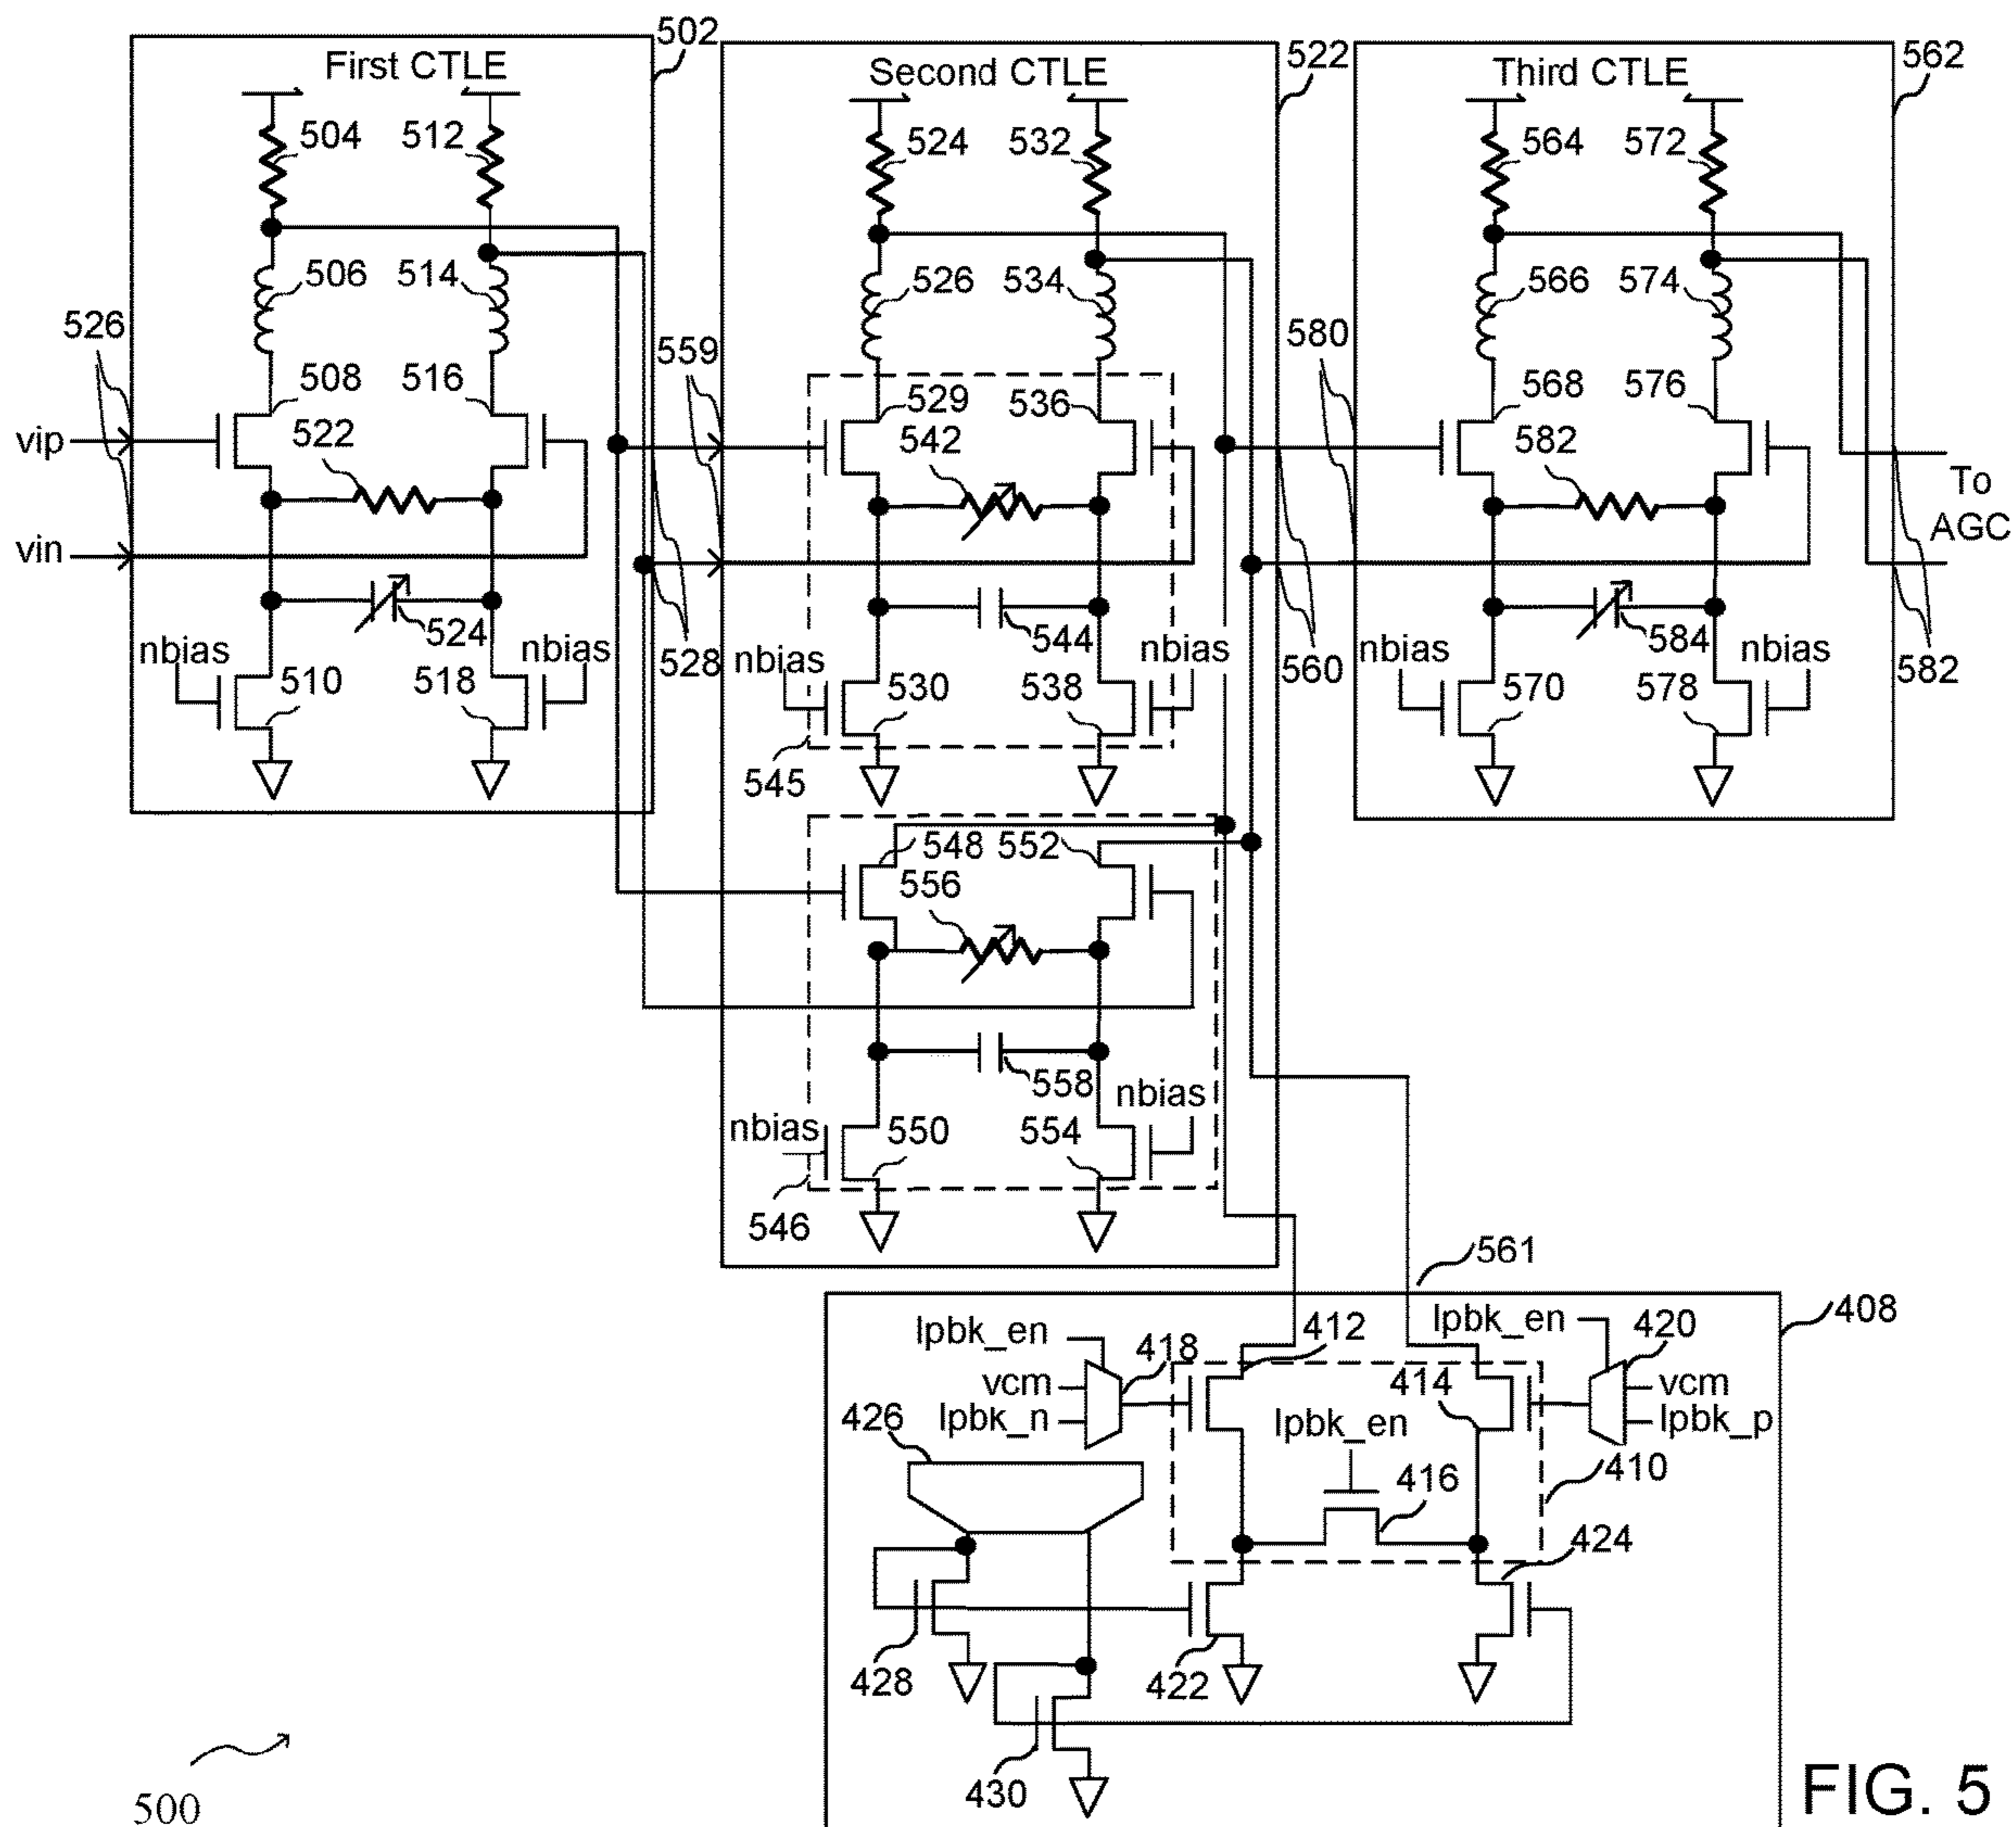 502
522
562
First CTLE
Second CTLE
Third CTLE
504
512
524
532
564
572
506
514
526
534
566
574
526
559
580
508
516
529
536
568
576
vip
522
542
582
To
AGC
vin
524
544
584
nbias
nbias
528
nbias
nbias
560
nbias
nbias
582
510
518
530
538
570
578
545
548
552
556
558
nbias
nbias
550
554
546
561
408
lpbk_en
418
412
lpbk_en
420
vcm
lpbk_n
414
vcm
lpbk_p
426
lpbk_en
416
410
424
428
422
430
500
FIG. 5